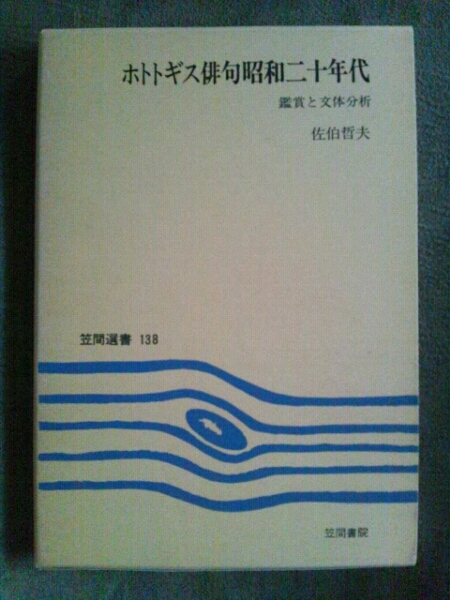 ホトトギス俳句昭和二十年代
鑑賞と文体分析
佐伯哲夫
笠間選書 138
笠間書院